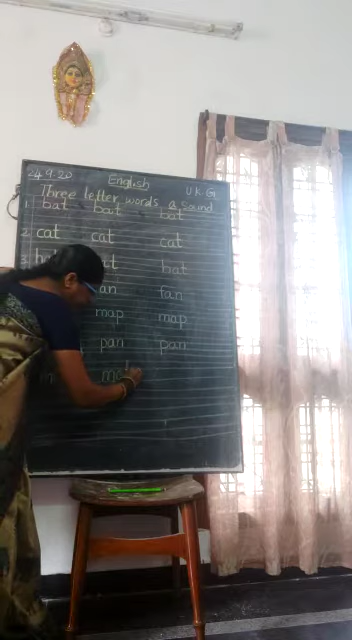 24.9.20 English U.K.G
Three letter words a sound
1. bat bat bat
2. cat cat cat
3. hat
fan
map map
pan pan